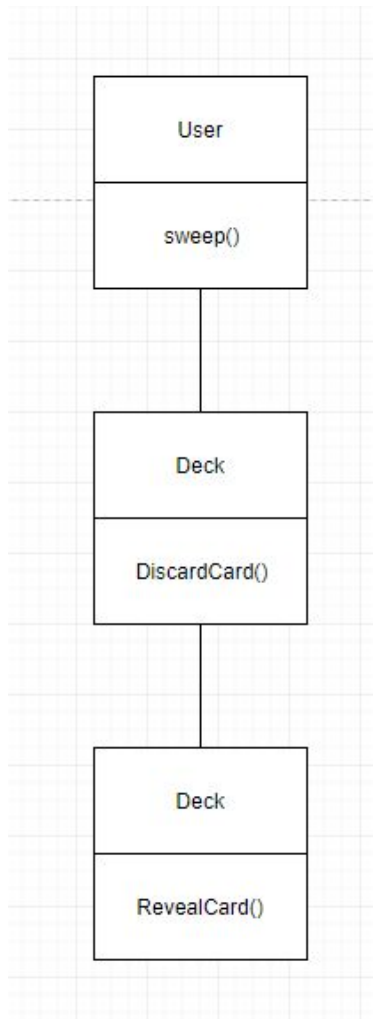 User
sweep()
Deck
DiscardCard()
Deck
RevealCard()